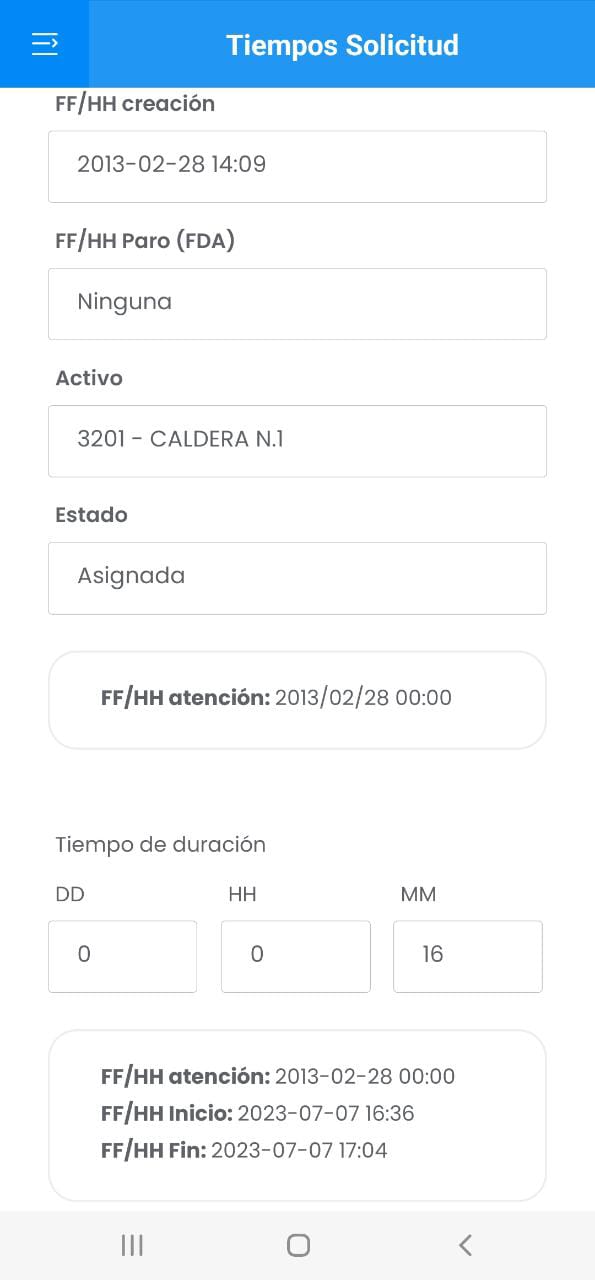 Tiempos Solicitud
FF/HH creación
2013-02-28 14:09
FF/HH Paro (FDA)
Ninguna
Activo
3201 - CALDERA N.1
Estado
Asignada
FF/HH atención: 2013/02/28 00:00
Tiempo de duración
DD HH MM
0 0 16
FF/HH atención: 2013-02-28 00:00
FF/HH Inicio: 2023-07-07 16:36
FF/HH Fin: 2023-07-07 17:04